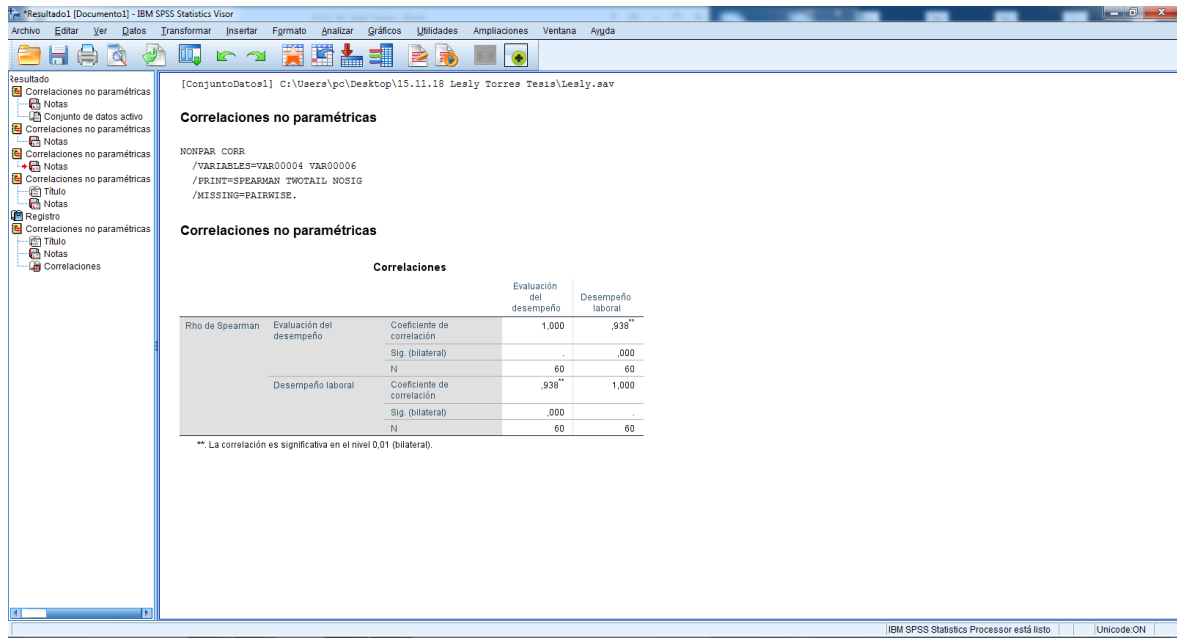 *Resultado1 [Documento1] - IBM SPSS Statistics Visor
Archivo Editar Ver Datos Transformar Insertar Formato Analizar Gráficos Utilidades Ampliaciones Ventana Ayuda
Resultado
Correlaciones no paramétricas
Notas
Conjunto de datos activo
Correlaciones no paramétricas
Notas
Correlaciones no paramétricas
Notas
Correlaciones no paramétricas
Título
Notas
Registro
Correlaciones no paramétricas
Título
Notas
Correlaciones
[ConjuntoDatos1] C:\Users\pc\Desktop\15.11.18 Lesly Torres Tesis\Lesly.sav
Correlaciones no paramétricas
NONPAR CORR
/VARIABLES=VAR00004 VAR00006
/PRINT=SPEARMAN TWOTAIL NOSIG
/MISSING=PAIRWISE.
Correlaciones no paramétricas
Correlaciones
Evaluación del desempeño
Desempeño laboral
Rho de Spearman Evaluación del desempeño Coeficiente de correlación 1,000 ,938**
Sig. (bilateral) . ,000
N 60 60
Desempeño laboral Coeficiente de correlación ,938** 1,000
Sig. (bilateral) ,000 .
N 60 60
**. La correlación es significativa en el nivel 0,01 (bilateral).
IBM SPSS Statistics Processor está listo Unicode:ON